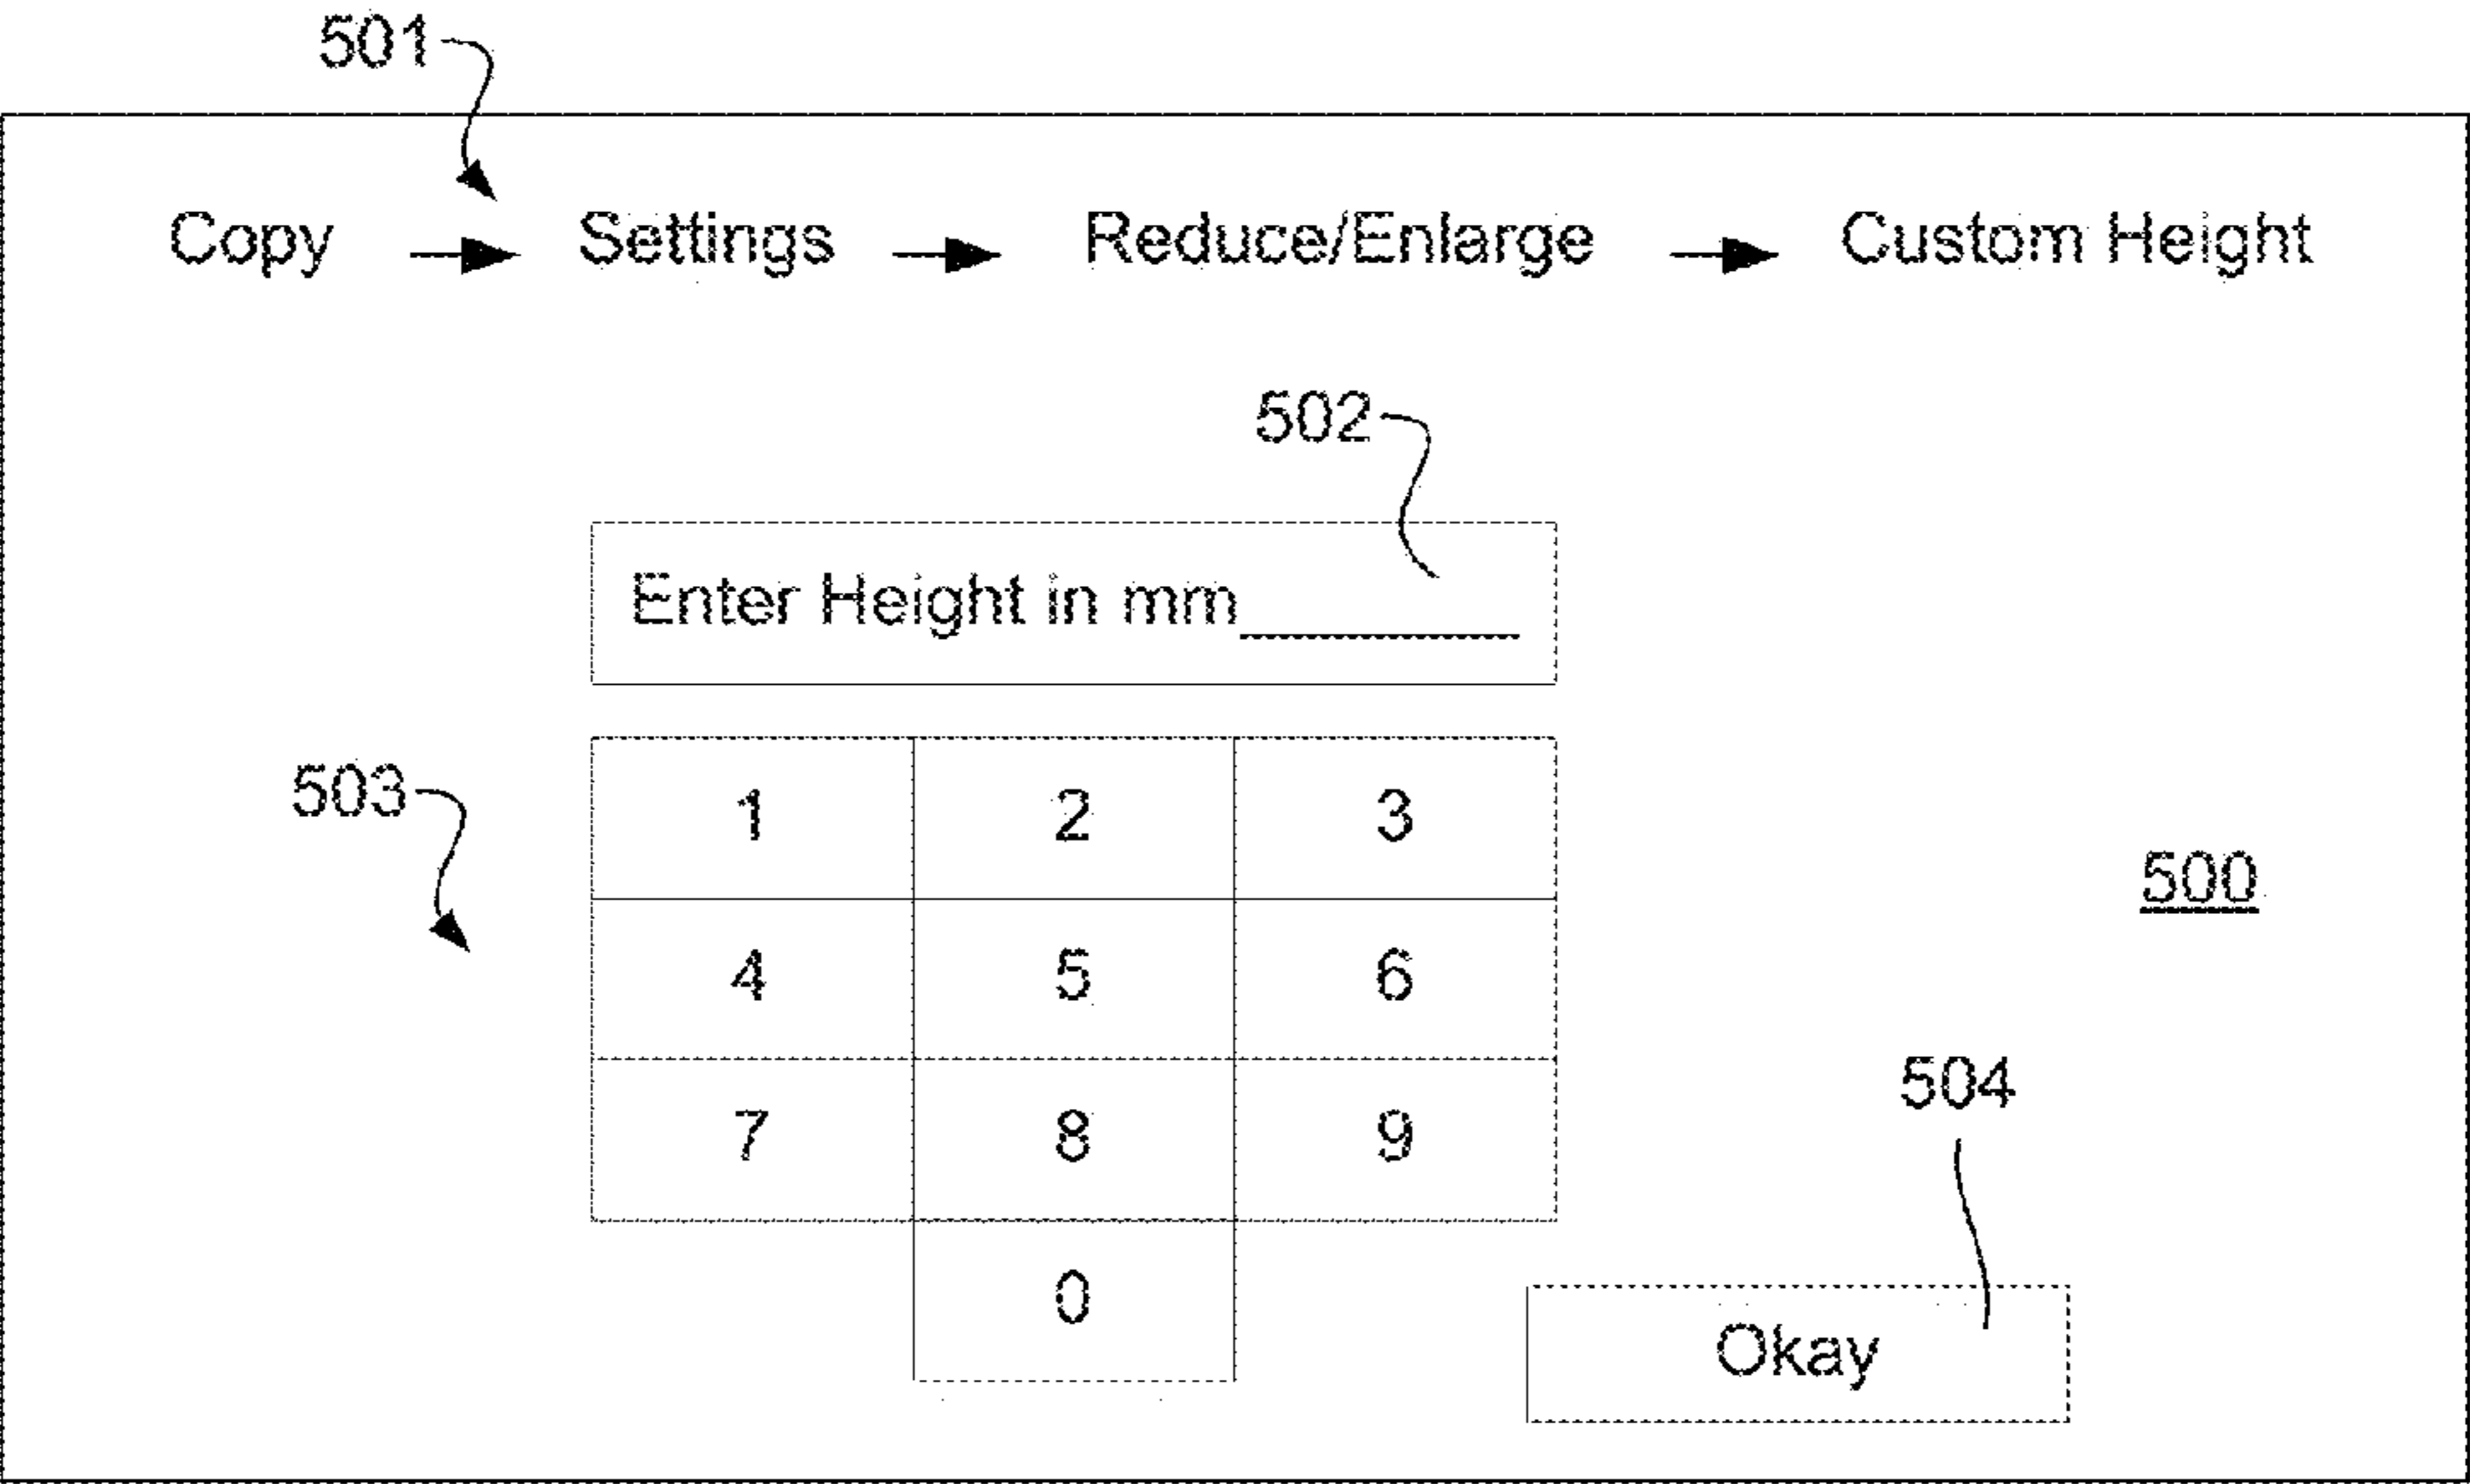 501
Copy → Settings → Reduce/Enlarge → Custom Height
502
Enter Height in mm__________
503
1 2 3
500
4 5 6
504
7 8 9
0
Okay